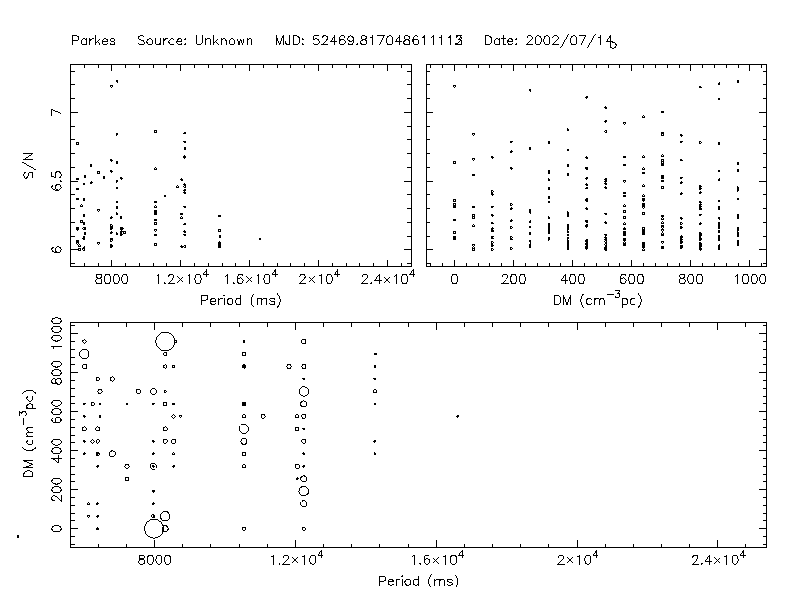 Parkes Source: Unknown MJD: 52469.817048611113 Date: 2002/07/14
S/N
7
6.5
6
8000 1.2×10⁴ 1.6×10⁴ 2×10⁴ 2.4×10⁴
Period (ms)
0 200 400 600 800 1000
DM (cm⁻³pc)
DM (cm⁻³pc)
1000
800
600
400
200
0
8000 1.2×10⁴ 1.6×10⁴ 2×10⁴ 2.4×10⁴
Period (ms)